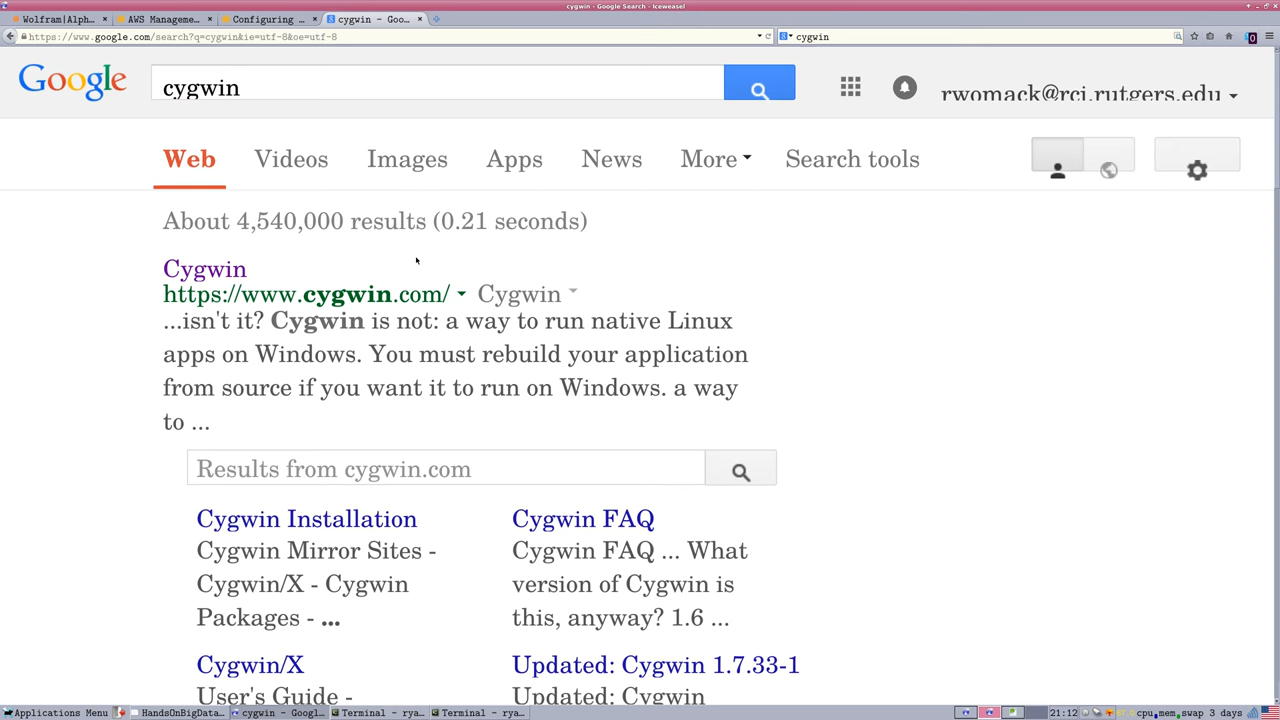 cygwin - Google Search - Iceweasel
Wolfram|Alph... × AWS Manageme... × Configuring ... × cygwin - Goo... ×
https://www.google.com/search?q=cygwin&ie=utf-8&oe=utf-8
cygwin
Google
cygwin
rwomack@rci.rutgers.edu
Web Videos Images Apps News More Search tools
About 4,540,000 results (0.21 seconds)
Cygwin
https://www.cygwin.com/ Cygwin
...isn't it? Cygwin is not: a way to run native Linux
apps on Windows. You must rebuild your application
from source if you want it to run on Windows. a way
to ...
Results from cygwin.com
Cygwin Installation
Cygwin Mirror Sites -
Cygwin/X - Cygwin
Packages - ...
Cygwin FAQ
Cygwin FAQ ... What
version of Cygwin is
this, anyway? 1.6 ...
Cygwin/X
User's Guide -
Updated: Cygwin 1.7.33-1
Updated: Cygwin
Applications Menu HandsOnBigData... cygwin - Googl... Terminal - rya... Terminal - rya... 21:12 cpu mem swap 3 days